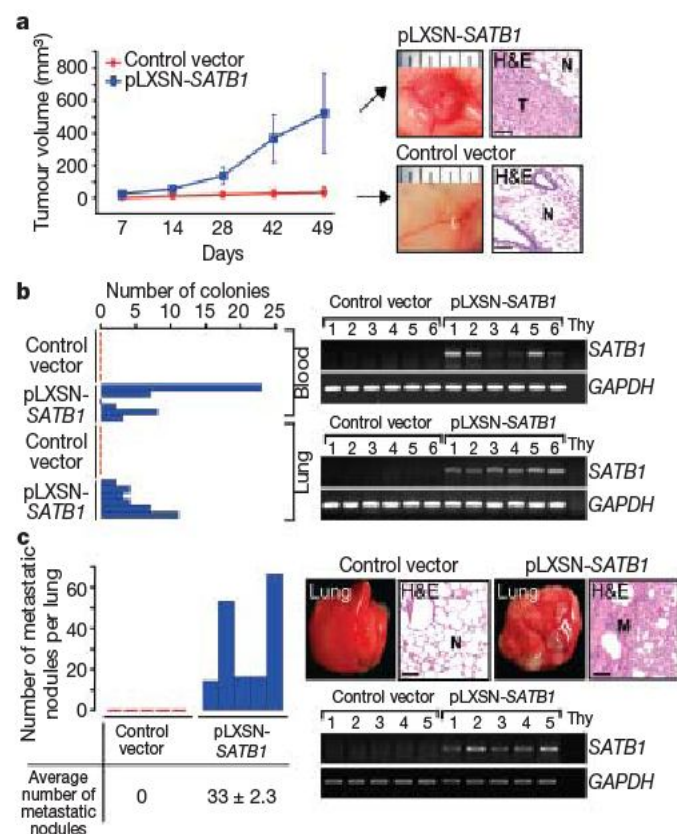 a
Tumour volume (mm³)
800
600
400
200
0
Control vector
pLXSN-SATB1
7 14 28 42 49
Days
pLXSN-SATB1
H&E
N
T
Control vector
H&E
N
b
Number of colonies
0 5 10 15 20 25
Control
vector
pLXSN-
SATB1
Blood
Control
vector
pLXSN-
SATB1
Lung
Control vector pLXSN-SATB1
1 2 3 4 5 6 1 2 3 4 5 6 Thy
SATB1
GAPDH
Control vector pLXSN-SATB1
1 2 3 4 5 6 1 2 3 4 5 6 Thy
SATB1
GAPDH
c
Number of metastatic
nodules per lung
60
40
20
0
Control
vector
pLXSN-
SATB1
Average
number of
metastatic
nodules
0
33 ± 2.3
Control vector pLXSN-SATB1
Lung
H&E
N
Lung
H&E
M
Control vector pLXSN-SATB1
1 2 3 4 5 1 2 3 4 5 Thy
SATB1
GAPDH